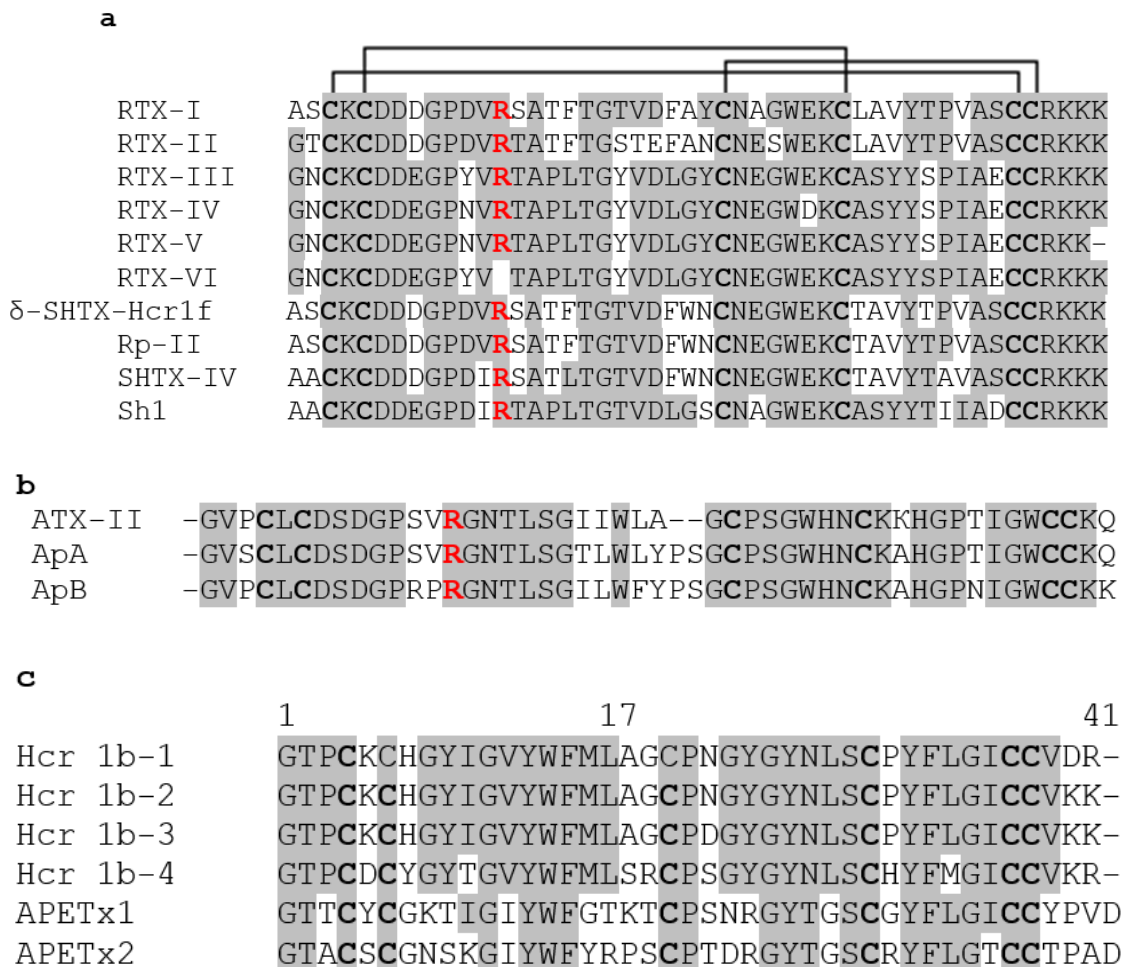 a
RTX-I ASCKCDDDGPDVRSATFTGTVDFAYCNAGWEKCLAVYTPVASCCRKKK
RTX-II GTCKCDDDGPDVRTATFTGSTEFANCNESWEKCLAVYTPVASCCRKKK
RTX-III GNCKCDDEGPYVRTAPLTGYVDLGYCNEGWEKCASYYSPIAECCRKKK
RTX-IV GNCKCDDEGPNVRTAPLTGYVDLGYCNEGWDKCASYYSPIAECCRKKK
RTX-V GNCKCDDEGPNVRTAPLTGYVDLGYCNEGWEKCASYYSPIAECCRKK-
RTX-VI GNCKCDDEGPYV TAPLTGYVDLGYCNEGWEKCASYYSPIAECCRKKK
δ-SHTX-Hcr1f ASCKCDDDGPDVRSATFTGTVDFWNCNEGWEKCTAVYTPVASCCRKKK
Rp-II ASCKCDDDGPDVRSATFTGTVDFWNCNEGWEKCTAVYTPVASCCRKKK
SHTX-IV AACKCDDDGPDIRSATLTGTVDFWNCNEGWEKCTAVYTAVASCCRKKK
Sh1 AACKCDDEGPDIRTAPLTGTVDLGSCNAGWEKCASYYTIIADCCRKKK
b
ATX-II -GVPCLCDSDGPSVRGNTLSGIIWLA--GCPSGWHNCKKHGPTIGWCCKQ
ApA -GVSCLCDSDGPSVRGNTLSGTLWLYPSGCPSGWHNCKAHGPTIGWCCKQ
ApB -GVPCLCDSDGPRPRGNTLSGILWFYPSGCPSGWHNCKAHGPNIGWCCKK
c
1 17 41
Hcr 1b-1 GTPCKCHGYIGVYWFMLAGCPNGYGYNLSCPYFLGICCVDR-
Hcr 1b-2 GTPCKCHGYIGVYWFMLAGCPNGYGYNLSCPYFLGICCVKK-
Hcr 1b-3 GTPCKCHGYIGVYWFMLAGCPDGYGYNLSCPYFLGICCVKK-
Hcr 1b-4 GTPCDCYGYTGVYWFMLSRCPSGYGYNLSCHYFMGICCVKR-
APETx1 GTTCYCGKTIGIYWFGTKTCPSNRGYTGSCGYFLGICCYPVD
APETx2 GTACSCGNSKGIYWFYRPSCPTDRGYTGSCRYFLGTCCTPAD